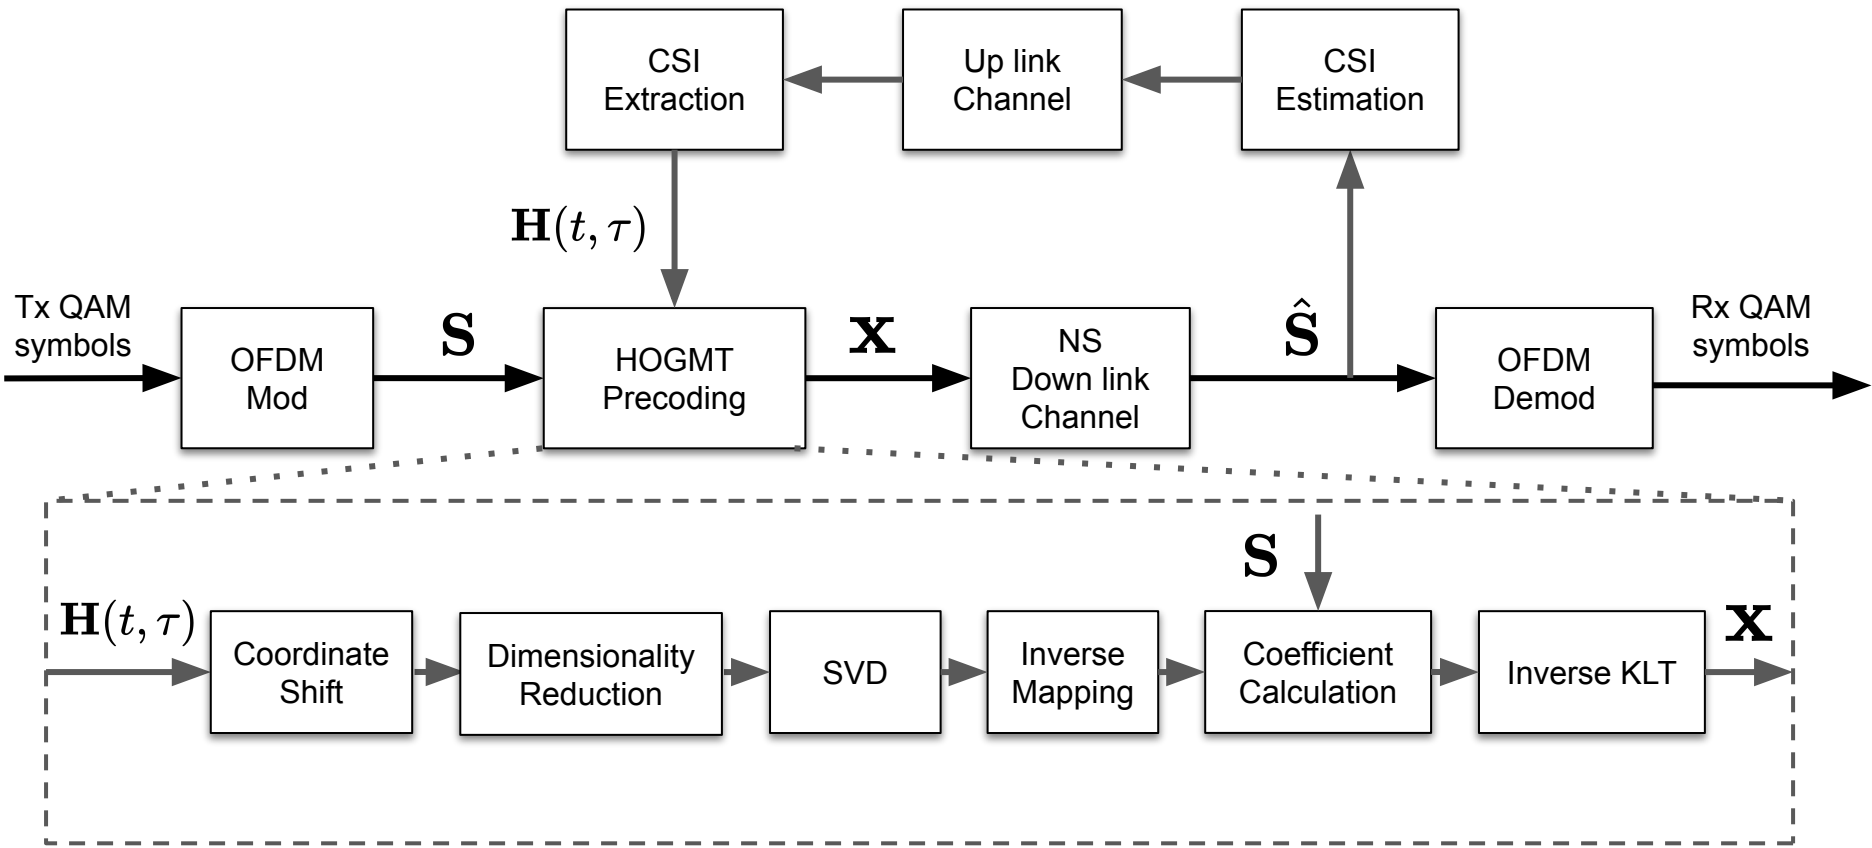 CSI
Extraction
Up link
Channel
CSI
Estimation
H(t, τ)
Tx QAM
symbols
OFDM
Mod
S
HOGMT
Precoding
x
NS
Down link
Channel
Ŝ
OFDM
Demod
Rx QAM
symbols
H(t, τ)
Coordinate
Shift
Dimensionality
Reduction
SVD
Inverse
Mapping
S
Coefficient
Calculation
Inverse KLT
x